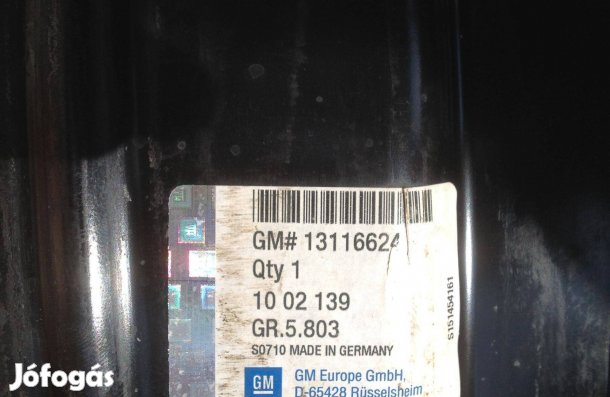 GM# 13116624
Qty 1
10 02 139
GR.5.803
S0710 MADE IN GERMANY
GM
GM Europe GmbH,
D-65428 Rüsselsheim
S151454161
Jófogás